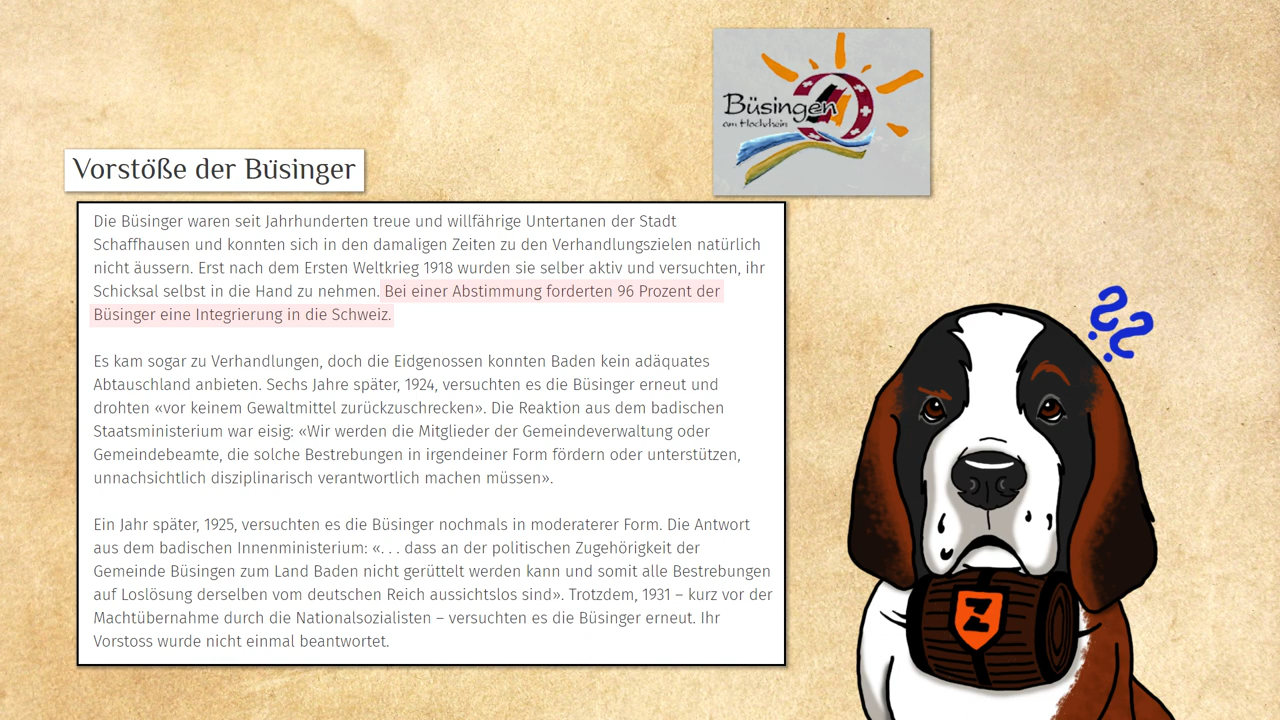 Büsingen
am Hochrhein
Vorstöße der Büsinger
Die Büsinger waren seit Jahrhunderten treue und willfährige Untertanen der Stadt
Schaffhausen und konnten sich in den damaligen Zeiten zu den Verhandlungszielen natürlich
nicht äussern. Erst nach dem Ersten Weltkrieg 1918 wurden sie selber aktiv und versuchten, ihr
Schicksal selbst in die Hand zu nehmen. Bei einer Abstimmung forderten 96 Prozent der
Büsinger eine Integrierung in die Schweiz.
Es kam sogar zu Verhandlungen, doch die Eidgenossen konnten Baden kein adäquates
Abtauschland anbieten. Sechs Jahre später, 1924, versuchten es die Büsinger erneut und
drohten «vor keinem Gewaltmittel zurückzuschrecken». Die Reaktion aus dem badischen
Staatsministerium war eisig: «Wir werden die Mitglieder der Gemeindeverwaltung oder
Gemeindebeamte, die solche Bestrebungen in irgendeiner Form fördern oder unterstützen,
unnachsichtlich disziplinarisch verantwortlich machen müssen».
Ein Jahr später, 1925, versuchten es die Büsinger nochmals in moderaterer Form. Die Antwort
aus dem badischen Innenministerium: «. . . dass an der politischen Zugehörigkeit der
Gemeinde Büsingen zum Land Baden nicht gerüttelt werden kann und somit alle Bestrebungen
auf Loslösung derselben vom deutschen Reich aussichtslos sind». Trotzdem, 1931 – kurz vor der
Machtübernahme durch die Nationalsozialisten – versuchten es die Büsinger erneut. Ihr
Vorstoss wurde nicht einmal beantwortet.
??
Z